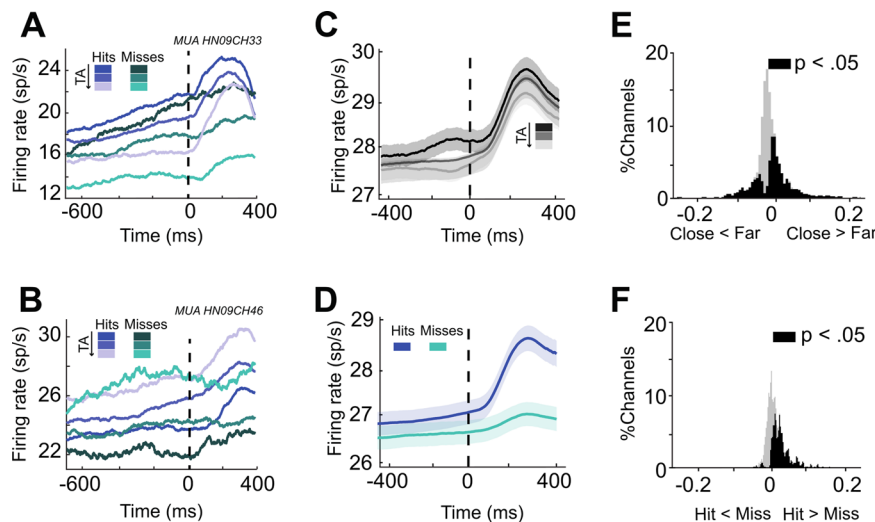 A
MUA HN09CH33
Hits Misses
TA
Firing rate (sp/s)
24
20
16
12
-600 0 400
Time (ms)
C
30
29
28
27
Firing rate (sp/s)
TA
-400 0 400
Time (ms)
E
20
10
0
%Channels
p < .05
-0.2 0 0.2
Close < Far Close > Far
B
MUA HN09CH46
Hits Misses
TA
Firing rate (sp/s)
30
26
22
-600 0 400
Time (ms)
D
29
28
27
26
Firing rate (sp/s)
Hits Misses
-400 0 400
Time (ms)
F
20
10
0
%Channels
p < .05
-0.2 0 0.2
Hit < Miss Hit > Miss